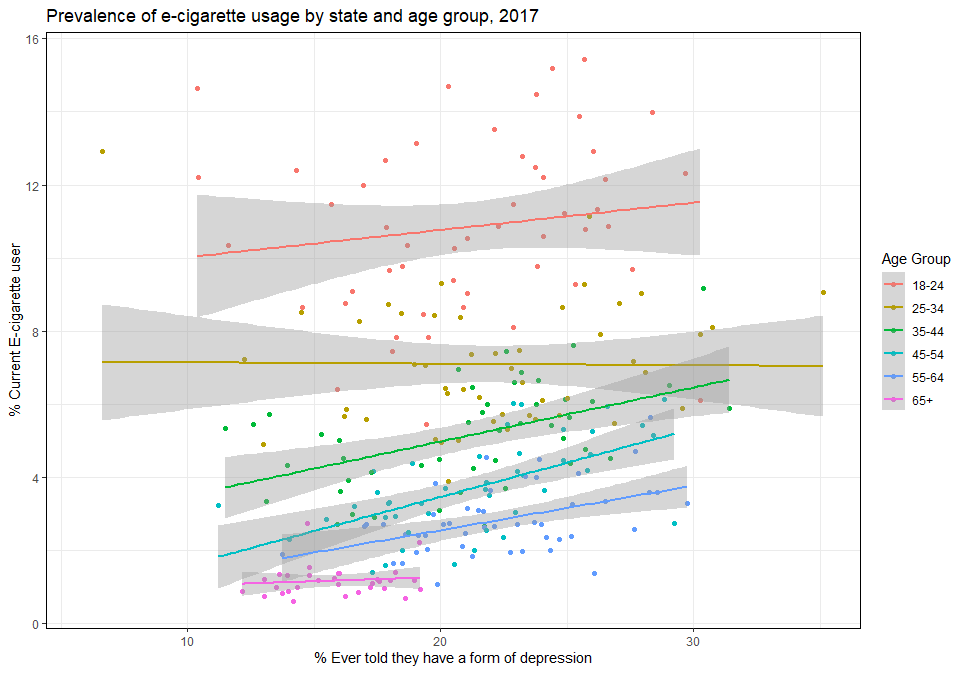 Prevalence of e-cigarette usage by state and age group, 2017
16
12
8
4
0
% Current E-cigarette user
10 20 30
% Ever told they have a form of depression
Age Group
18-24
25-34
35-44
45-54
55-64
65+